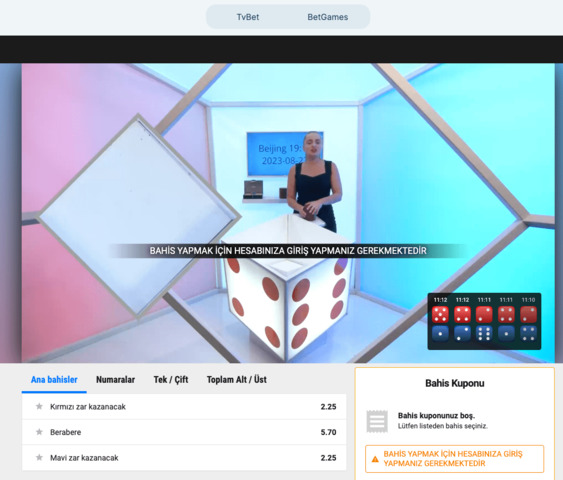 TvBet BetGames
Beijing 19:
2023-08-2
BAHİS YAPMAK İÇİN HESABINIZA GİRİŞ YAPMANIZ GEREKMEKTEDİR
11:12 11:12 11:11 11:11 11:10
Ana bahisler Numaralar Tek / Çift Toplam Alt / Üst
Kırmızı zar kazanacak 2.25
Berabere 5.70
Mavi zar kazanacak 2.25
Bahis Kuponu
Bahis kuponunuz boş.
Lütfen listeden bahis seçiniz.
BAHİS YAPMAK İÇİN HESABINIZA GİRİŞ
YAPMANIZ GEREKMEKTEDİR